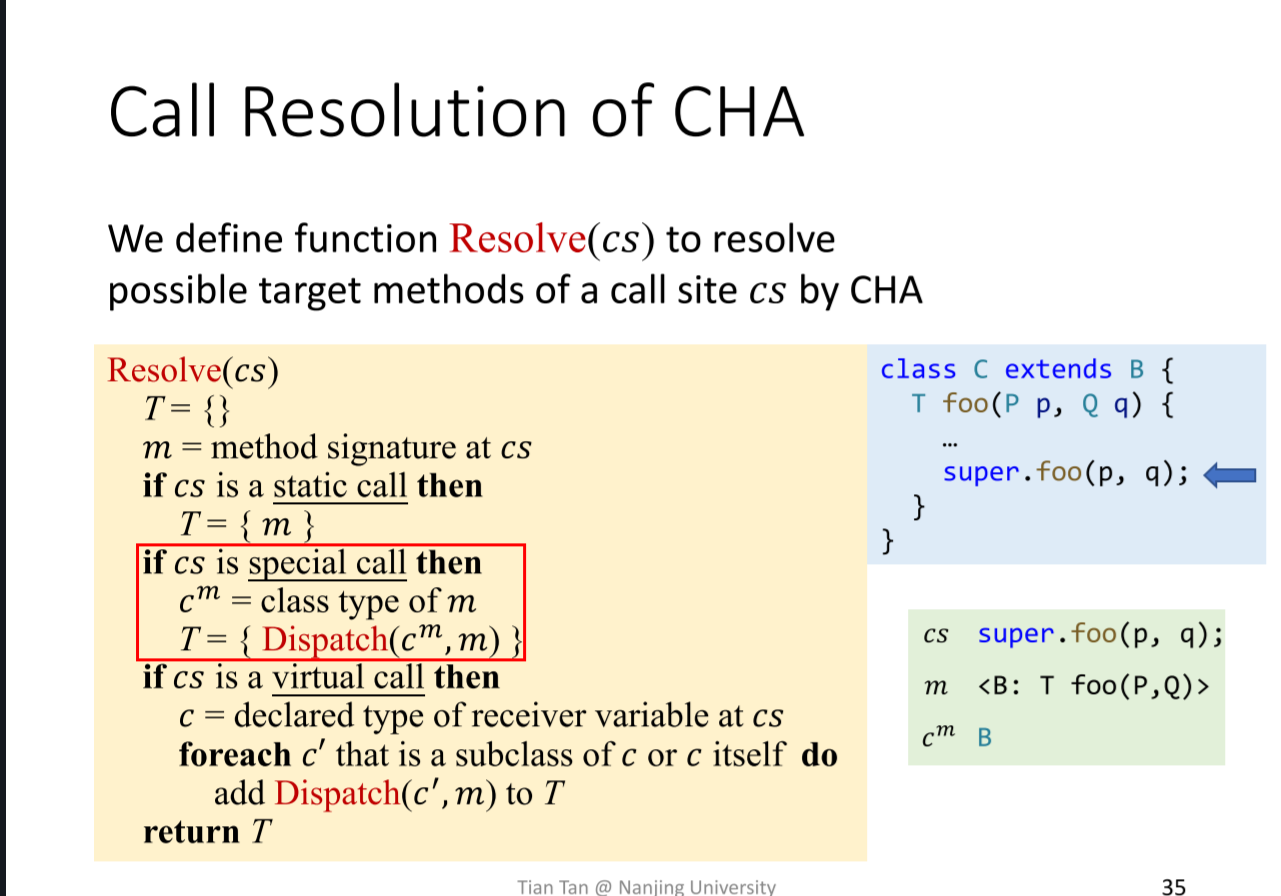 Call Resolution of CHA
We define function Resolve(cs) to resolve
possible target methods of a call site cs by CHA
Resolve(cs)
T = {}
m = method signature at cs
if cs is a static call then
T = { m }
if cs is special call then
c^m = class type of m
T = { Dispatch(c^m, m) }
if cs is a virtual call then
c = declared type of receiver variable at cs
foreach c′ that is a subclass of c or c itself do
add Dispatch(c′, m) to T
return T
class C extends B {
T foo(P p, Q q) {
…
super.foo(p, q);
}
}
cs super.foo(p, q);
m <B: T foo(P,Q)>
c^m B
Tian Tan @ Nanjing University
35